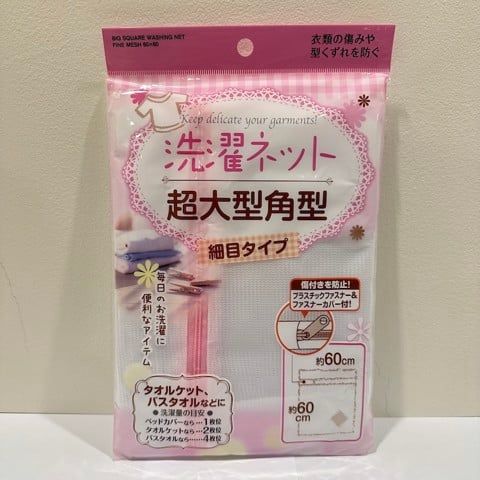 BIG SQUARE WASHING NET
FINE MESH 60×60
衣類の傷みや
型くずれを防ぐ
Keep delicate your garments!
洗濯ネット
超大型角型
細目タイプ
毎日のお洗濯に
便利なアイテム
傷付きを防止!
プラスチックファスナー&
ファスナーカバー付!
約60cm
約60
cm
タオルケット、
バスタオルなどに
●洗濯量の目安●
ベッドカバーなら…1枚位
タオルケットなら…2枚位
バスタオルなら……4枚位